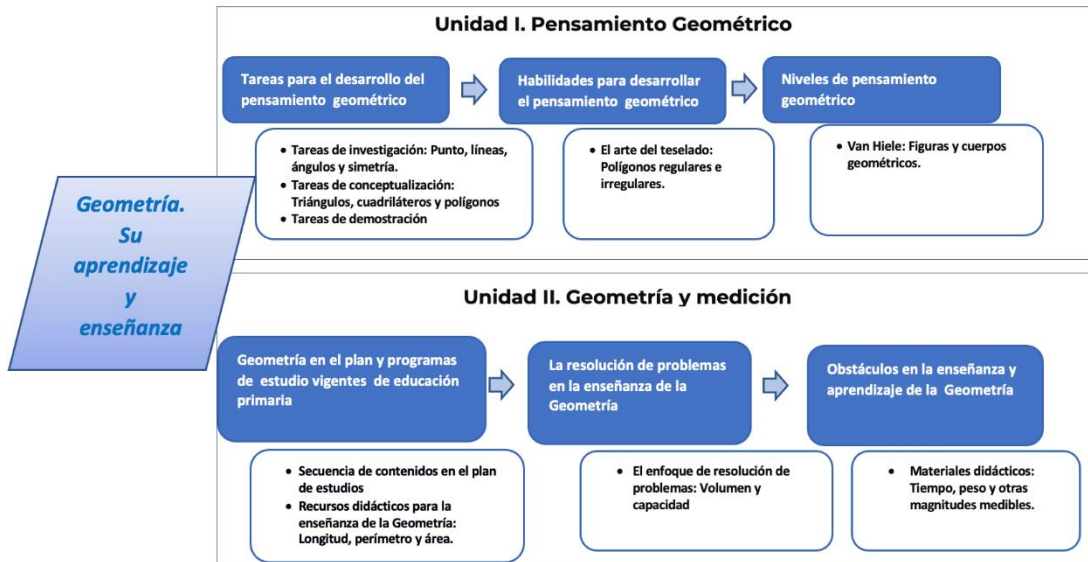 Geometría.
Su
aprendizaje
y
enseñanza
Unidad I. Pensamiento Geométrico
Tareas para el desarrollo del
pensamiento geométrico
Habilidades para desarrollar
el pensamiento geométrico
Niveles de pensamiento
geométrico
• Tareas de investigación: Punto, líneas,
ángulos y simetría.
• Tareas de conceptualización:
Triángulos, cuadriláteros y polígonos
• Tareas de demostración
• El arte del teselado:
Polígonos regulares e
irregulares.
• Van Hiele: Figuras y cuerpos
geométricos.
Unidad II. Geometría y medición
Geometría en el plan y programas
de estudio vigentes de educación
primaria
La resolución de problemas
en la enseñanza de la
Geometría
Obstáculos en la enseñanza y
aprendizaje de la Geometría
• Secuencia de contenidos en el plan
de estudios
• Recursos didácticos para la
enseñanza de la Geometría:
Longitud, perímetro y área.
• El enfoque de resolución de
problemas: Volumen y
capacidad
• Materiales didácticos:
Tiempo, peso y otras
magnitudes medibles.